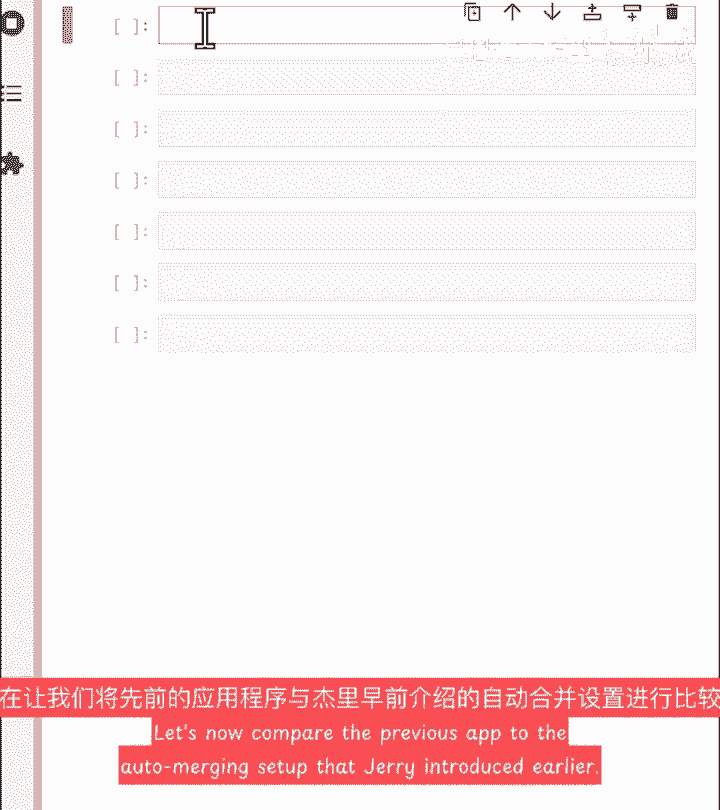 [ ]:
[ ]:
[ ]:
[ ]:
[ ]:
[ ]:
[ ]:
在让我们将先前的应用程序与杰里早前介绍的自动合并设置进行比较
Let's now compare the previous app to the
auto-merging setup that Jerry introduced earlier.